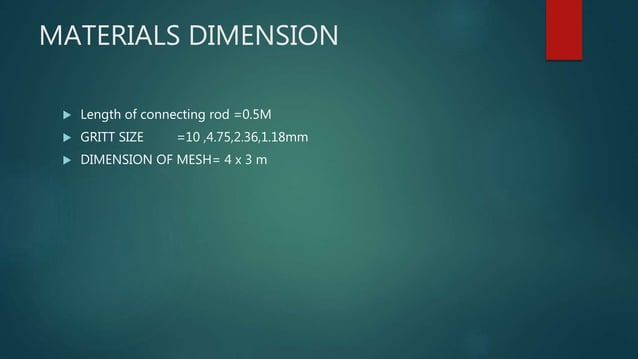 MATERIALS DIMENSION
Length of connecting rod =0.5M
GRITT SIZE =10 ,4.75,2.36,1.18mm
DIMENSION OF MESH= 4 x 3 m